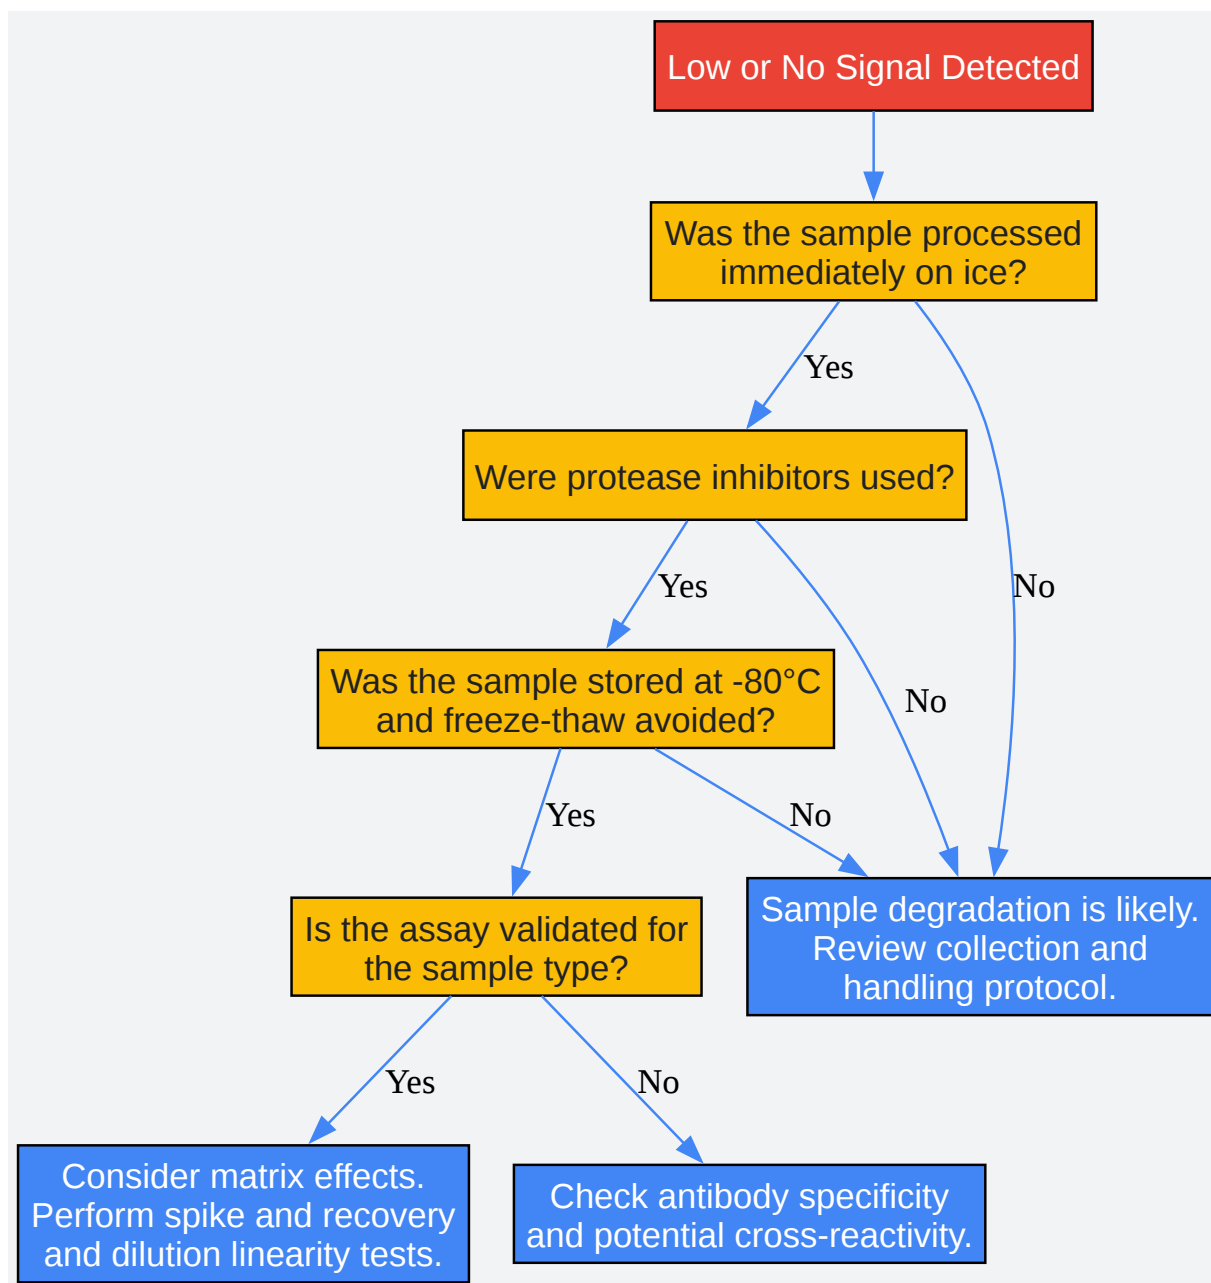 Low or No Signal Detected
Was the sample processed
immediately on ice?
Yes
Were protease inhibitors used?
Yes
No
Was the sample stored at -80°C
and freeze-thaw avoided?
No
Yes
No
Sample degradation is likely.
Review collection and
handling protocol.
Is the assay validated for
the sample type?
Yes
No
Consider matrix effects.
Perform spike and recovery
and dilution linearity tests.
Check antibody specificity
and potential cross-reactivity.